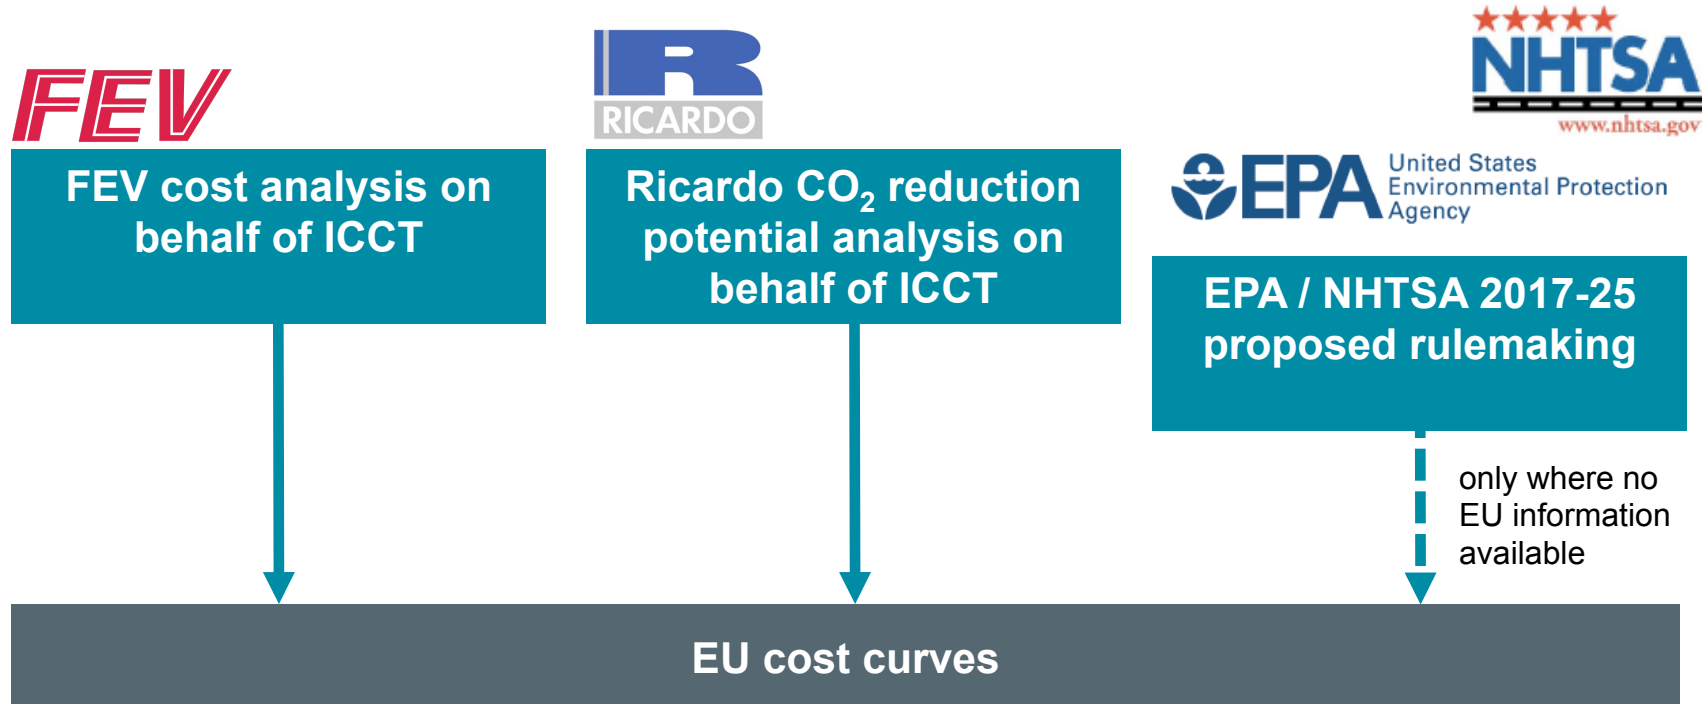 FEV
FEV cost analysis on
behalf of ICCT
RICARDO
Ricardo CO₂ reduction
potential analysis on
behalf of ICCT
NHTSA
www.nhtsa.gov
EPA
United States
Environmental Protection
Agency
EPA / NHTSA 2017-25
proposed rulemaking
only where no
EU information
available
EU cost curves